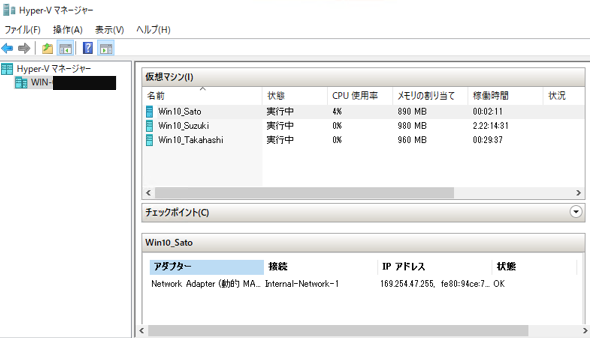 Hyper-V マネージャー
ファイル(F) 操作(A) 表示(V) ヘルプ(H)
Hyper-V マネージャー
WIN-
仮想マシン(I)
名前 状態 CPU 使用率 メモリの割り当て 稼働時間 状況
Win10_Sato 実行中 4% 890 MB 00:02:11
Win10_Suzuki 実行中 0% 980 MB 2.22:14:31
Win10_Takahashi 実行中 0% 960 MB 00:29:37
チェックポイント(C)
Win10_Sato
アダプター 接続 IP アドレス 状態
Network Adapter (動的 MA... Internal-Network-1 169.254.47.255, fe80:94ce:7... OK